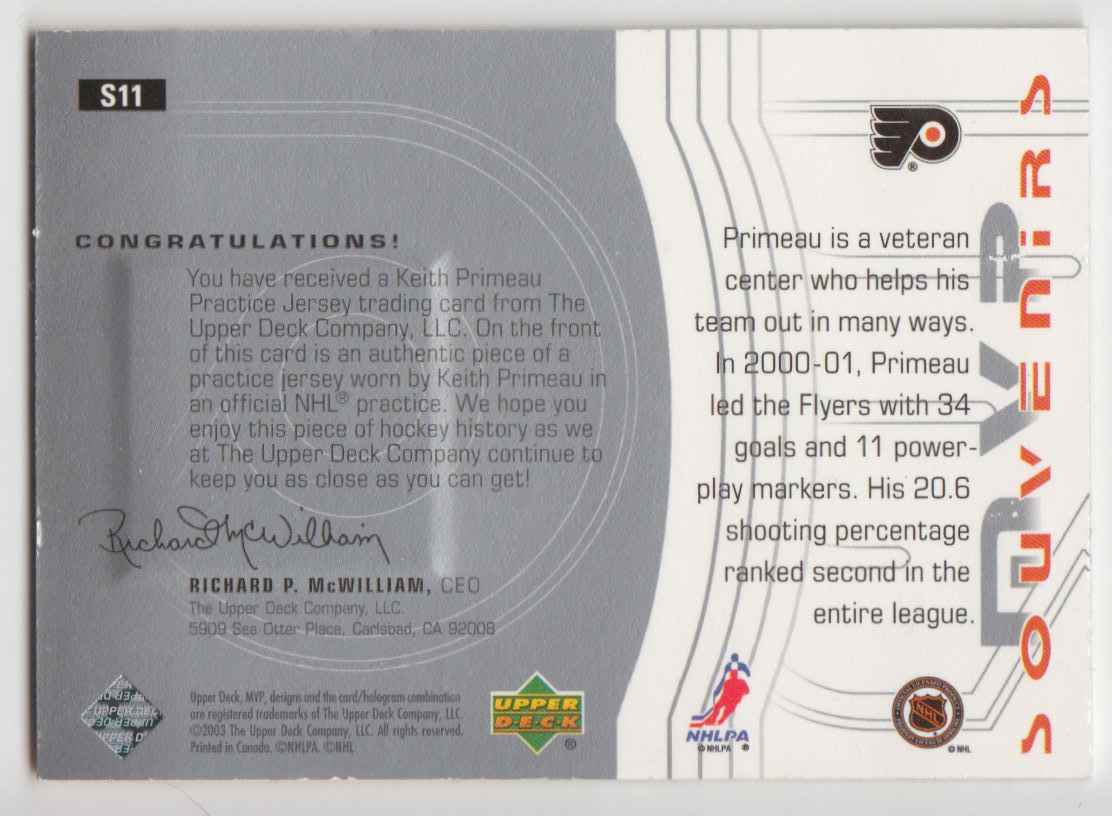 S11
CONGRATULATIONS!
You have received a Keith Primeau
Practice Jersey trading card from The
Upper Deck Company, LLC. On the front
of this card is an authentic piece of a
practice jersey worn by Keith Primeau in
an official NHL® practice. We hope you
enjoy this piece of hockey history as we
at The Upper Deck Company continue to
keep you as close as you can get!
Richard McWilliam
RICHARD P. McWILLIAM, CEO
The Upper Deck Company, LLC.
5909 Sea Otter Place, Carlsbad, CA 92008
Upper Deck, MVP, designs and the card/hologram combination
are registered trademarks of The Upper Deck Company, LLC.
©2003 The Upper Deck Company, LLC. All rights reserved.
Printed in Canada. ©NHLPA. ©NHL
UPPER
DECK
®
®
Primeau is a veteran
center who helps his
team out in many ways.
In 2000-01, Primeau
led the Flyers with 34
goals and 11 power-
play markers. His 20.6
shooting percentage
ranked second in the
entire league.
NHLPA
© NHLPA ®
NHL
© NHL
MVP
SOUVENIRS